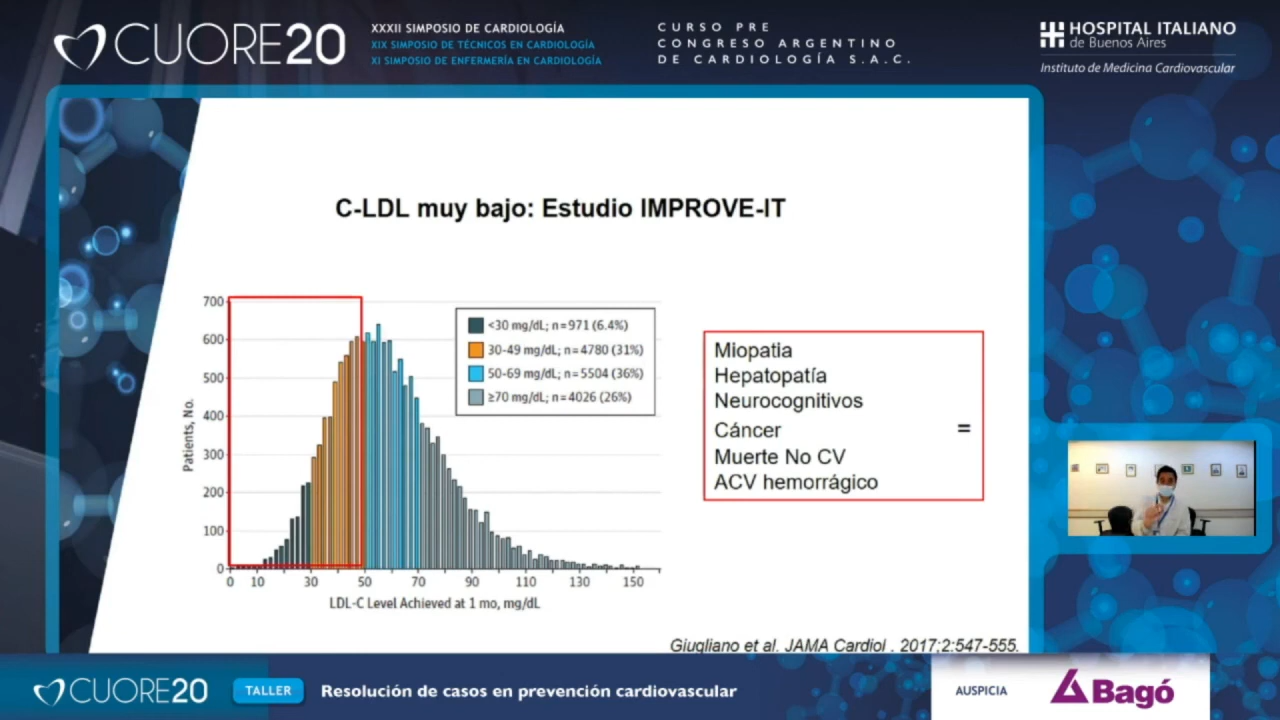 CUORE20
XXXII SIMPOSIO DE CARDIOLOGÍA
XIX SIMPOSIO DE TÉCNICOS EN CARDIOLOGÍA
XI SIMPOSIO DE ENFERMERÍA EN CARDIOLOGÍA
CURSO PRE
CONGRESO ARGENTINO
DE CARDIOLOGÍA S.A.C.
HOSPITAL ITALIANO
de Buenos Aires
Instituto de Medicina Cardiovascular
C-LDL muy bajo: Estudio IMPROVE-IT
Patients, No.
700
600
500
400
300
200
100
0
0 10 30 50 70 90 110 130 150
LDL-C Level Achieved at 1 mo, mg/dL
<30 mg/dL; n=971 (6.4%)
30-49 mg/dL; n=4780 (31%)
50-69 mg/dL; n=5504 (36%)
≥70 mg/dL; n=4026 (26%)
Miopatia
Hepatopatía
Neurocognitivos
Cáncer =
Muerte No CV
ACV hemorrágico
Giugliano et al. JAMA Cardiol . 2017;2:547-555.
CUORE20
TALLER
Resolución de casos en prevención cardiovascular
AUSPICIA
Bagó